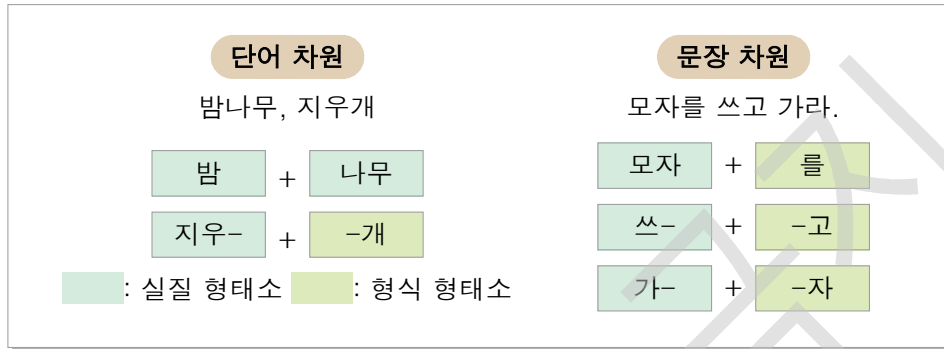 단어 차원
밤나무, 지우개
밤 + 나무
지우- + -개
: 실질 형태소 : 형식 형태소
문장 차원
모자를 쓰고 가라.
모자 + 를
쓰- + -고
가- + -자